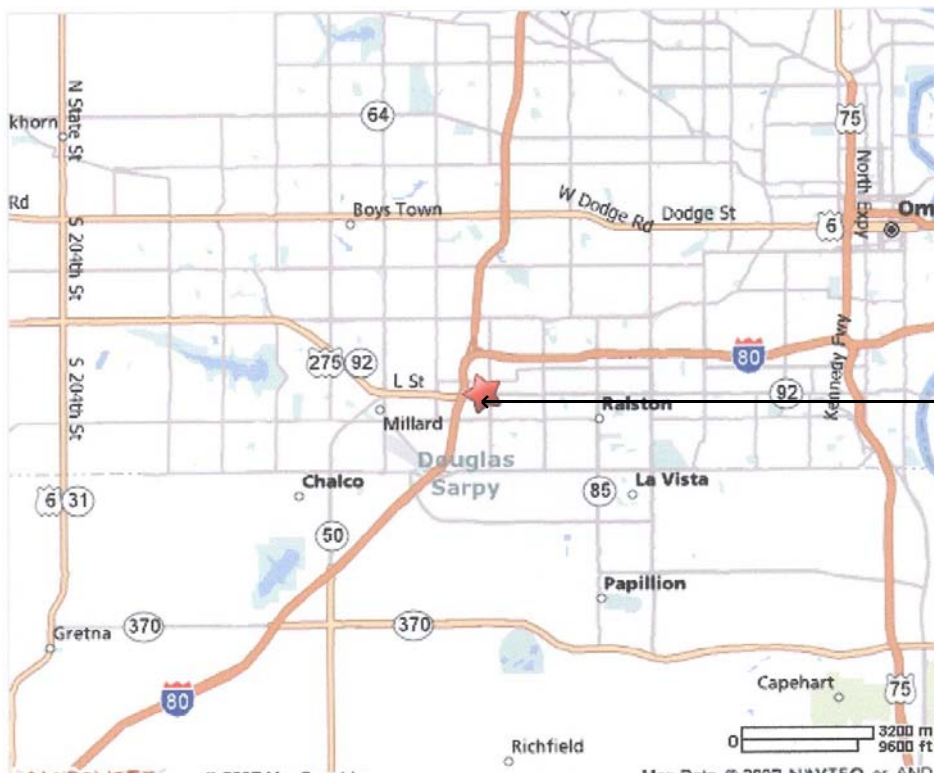 64
75
N State St
khorn
North Expy
Rd
Boys Town
W Dodge Rd
Dodge St
6
Om
S 204th St
275
92
80
Kennedy Fwy
S 204th St
L St
92
Millard
Ralston
Douglas
Sarpy
Chalco
85
La Vista
6
31
50
Papillion
370
370
Gretna
Capehart
75
80
0
3200 m
9600 ft
Richfield